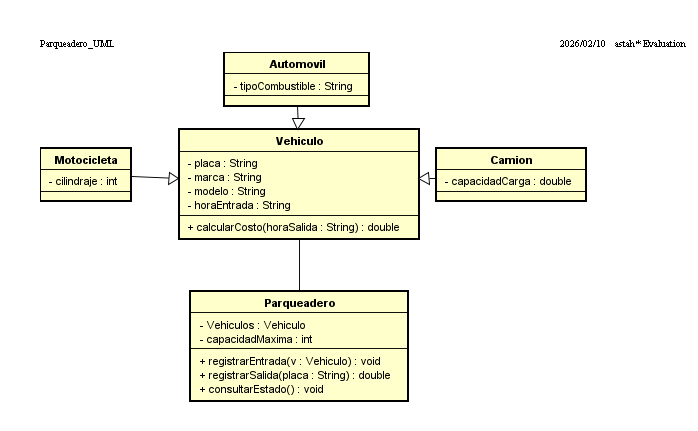 Parqueadero_UML
2026/02/10 astah* Evaluation
Automovil
- tipoCombustible : String
Vehiculo
- placa : String
- marca : String
- modelo : String
- horaEntrada : String
+ calcularCosto(horaSalida : String) : double
Motocicleta
- cilindraje : int
Camion
- capacidadCarga : double
Parqueadero
- Vehiculos : Vehiculo
- capacidadMaxima : int
+ registrarEntrada(v : Vehiculo) : void
+ registrarSalida(placa : String) : double
+ consultarEstado() : void